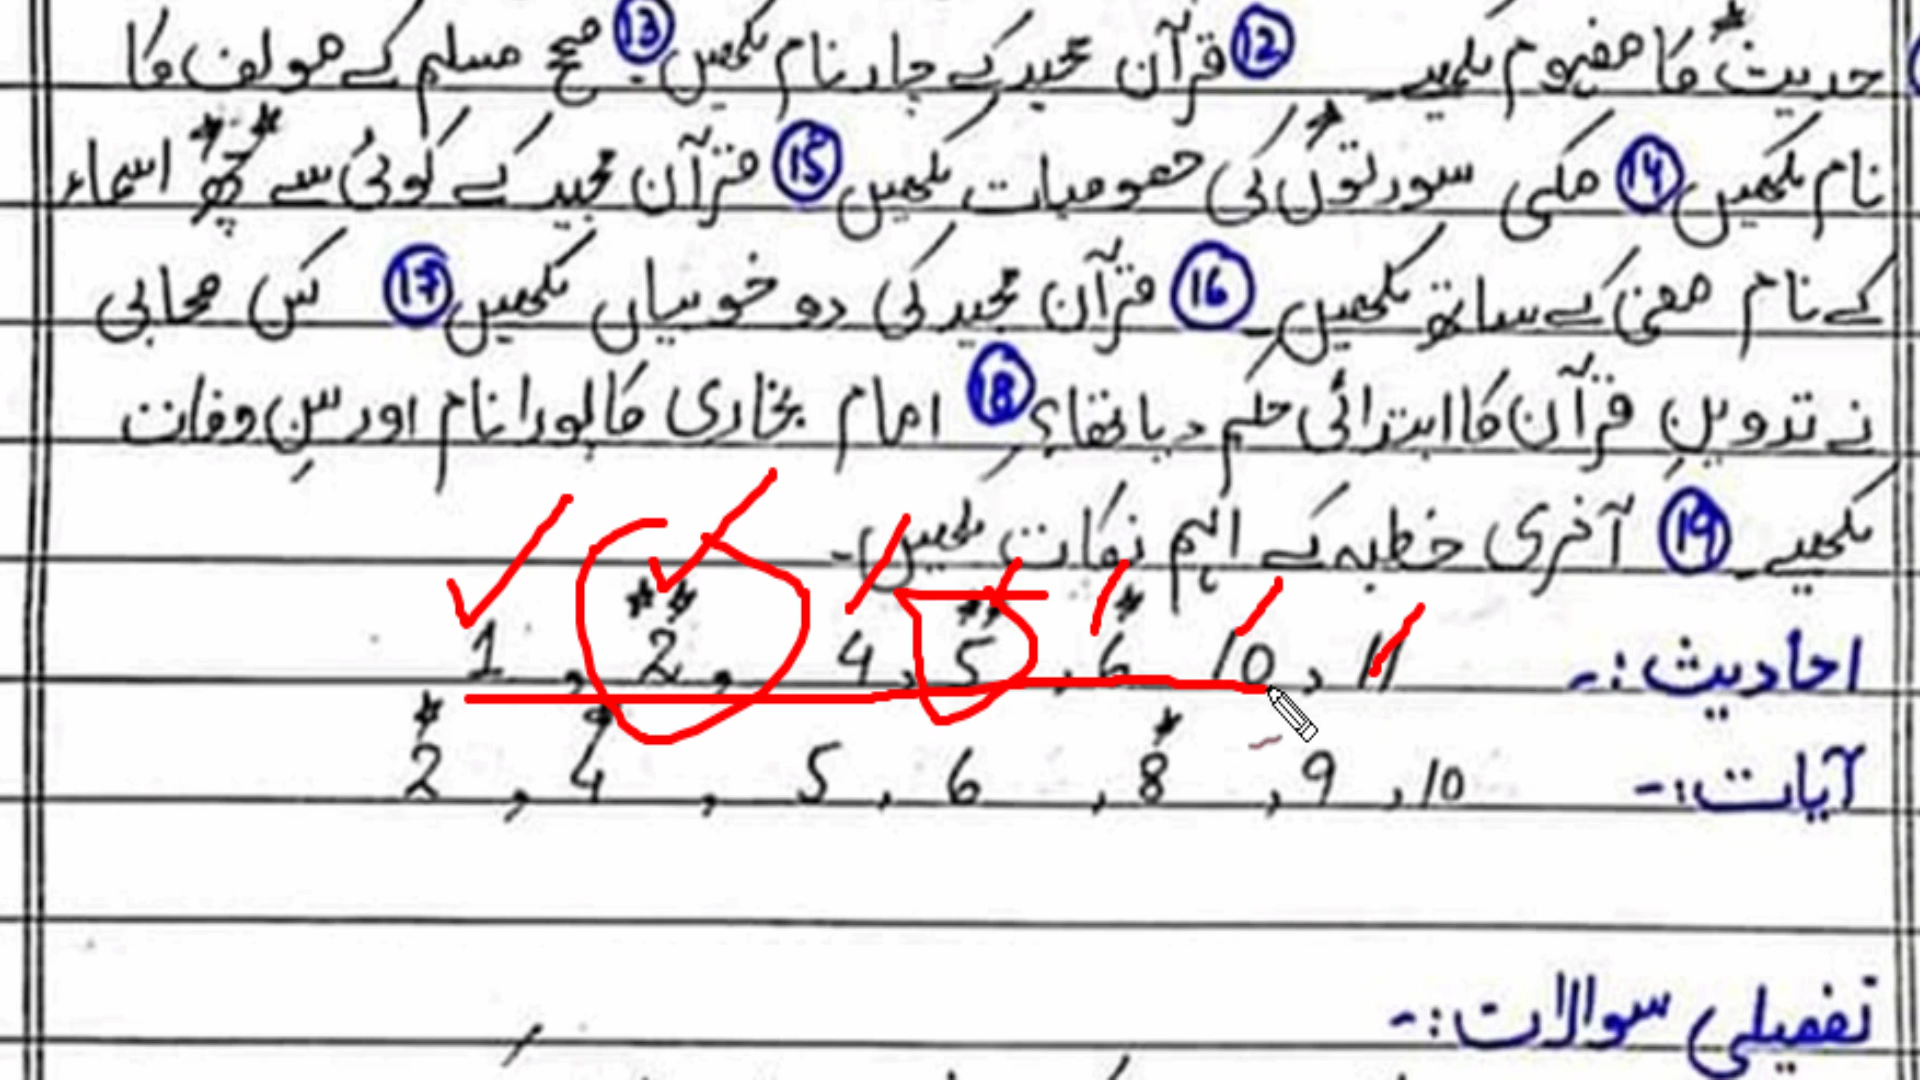 حدیث کا مفہوم لکھیے۔ (12) قرآن مجید کے چار نام لکھیں (13) صحیح مسلم کے مولف کا
نام لکھیں (14) مکی سورتوں کی خصوصیات لکھیں (15) قرآن مجید کے کوئی سے چھ اسماء
کے نام معنی کے ساتھ لکھیں۔ (16) قرآن مجید کی دو خوبیاں لکھیں (17) کس صحابی
نے تدوینِ قرآن کا ابتدائی حکم دیا تھا؟ (18) امام بخاری کا پورا نام اور سنِ وفات
لکھیے۔ (19) آخری خطبہ کے اہم نکات لکھیں۔
احادیث:۔ 1, 2, 4, 5, 6 10, 11
آیات:۔ 2, 4, 5, 6, 8, 9, 10
تفصیلی سوالات:۔